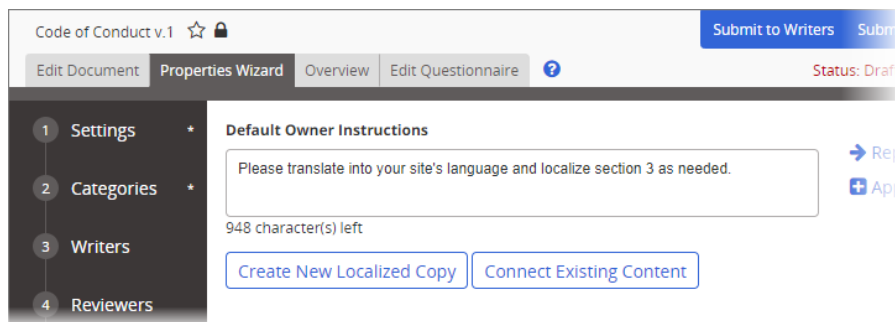 Code of Conduct v.1
Submit to Writers
Edit Document Properties Wizard Overview Edit Questionnaire ?
Status:
1 Settings *
Default Owner Instructions
Please translate into your site's language and localize section 3 as needed.
2 Categories *
948 character(s) left
3 Writers
Create New Localized Copy Connect Existing Content
4 Reviewers